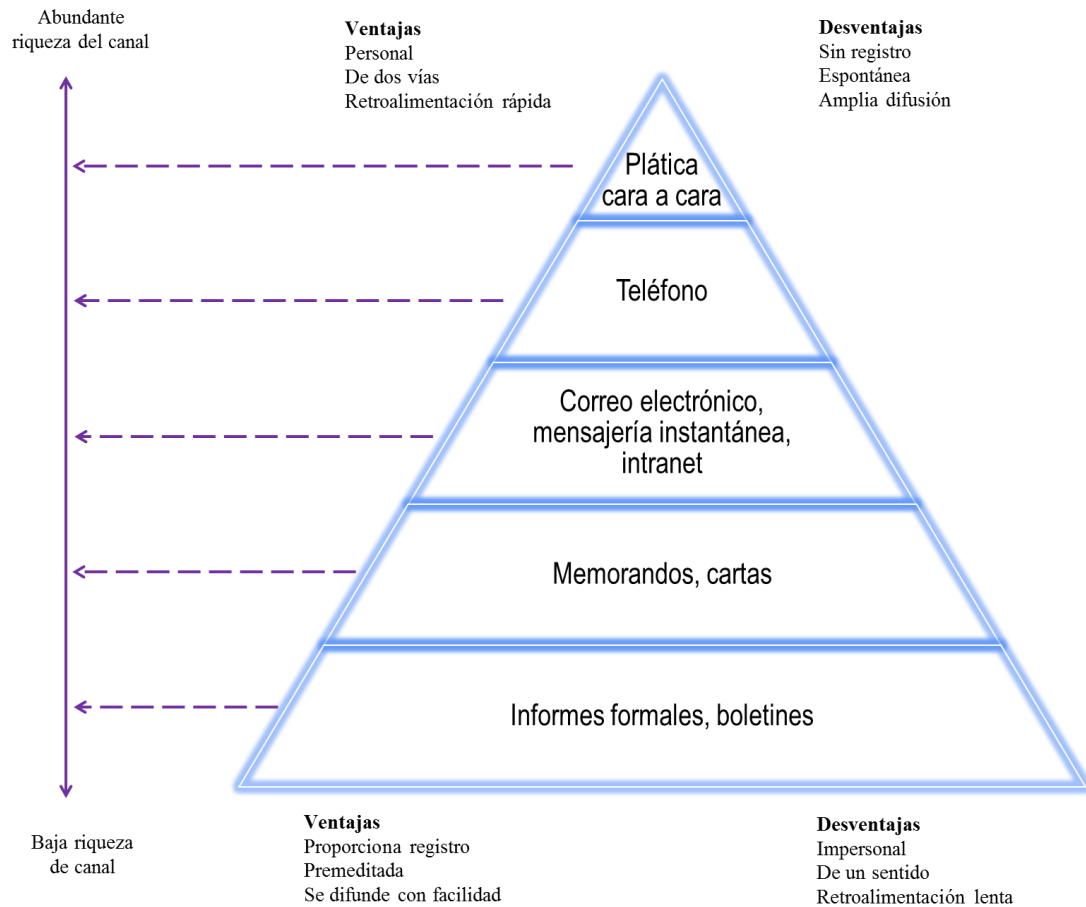 Abundante
riqueza del canal
Ventajas
Personal
De dos vías
Retroalimentación rápida
Desventajas
Sin registro
Espontánea
Amplia difusión
Plática
cara a cara
Teléfono
Correo electrónico,
mensajería instantánea,
intranet
Memorandos, cartas
Informes formales, boletines
Baja riqueza
de canal
Ventajas
Proporciona registro
Premeditada
Se difunde con facilidad
Desventajas
Impersonal
De un sentido
Retroalimentación lenta